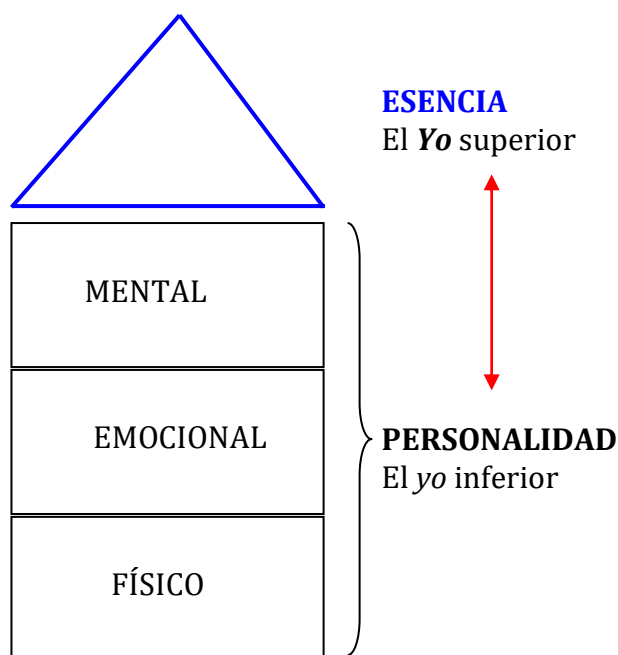 ESENCIA
El Yo superior
MENTAL
EMOCIONAL
PERSONALIDAD
El yo inferior
FÍSICO